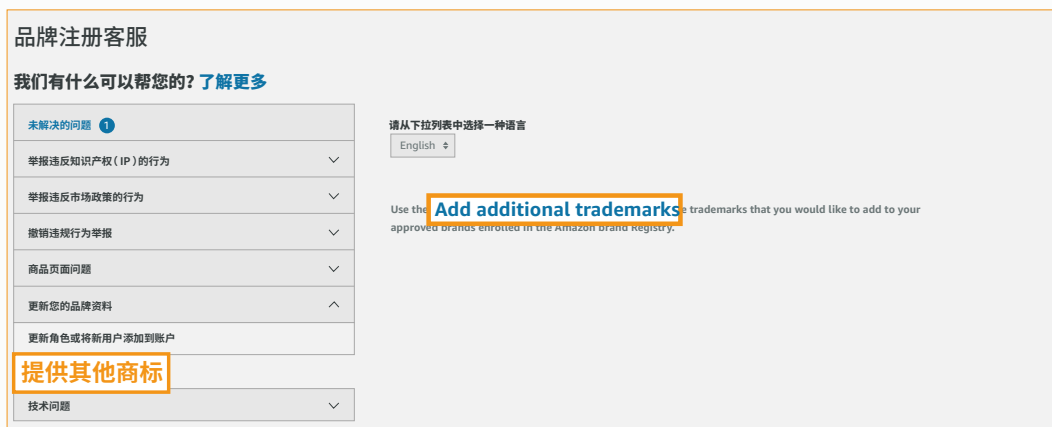 品牌注册客服
我们有什么可以帮您的? 了解更多
未解决的问题 1
举报违反知识产权 ( IP ) 的行为
举报违反市场政策的行为
撤销违规行为举报
商品页面问题
更新您的品牌资料
更新角色或将新用户添加到账户
提供其他商标
技术问题
请从下拉列表中选择一种语言
English
Use the Add additional trademarks trademarks that you would like to add to your
approved brands enrolled in the Amazon brand Registry.